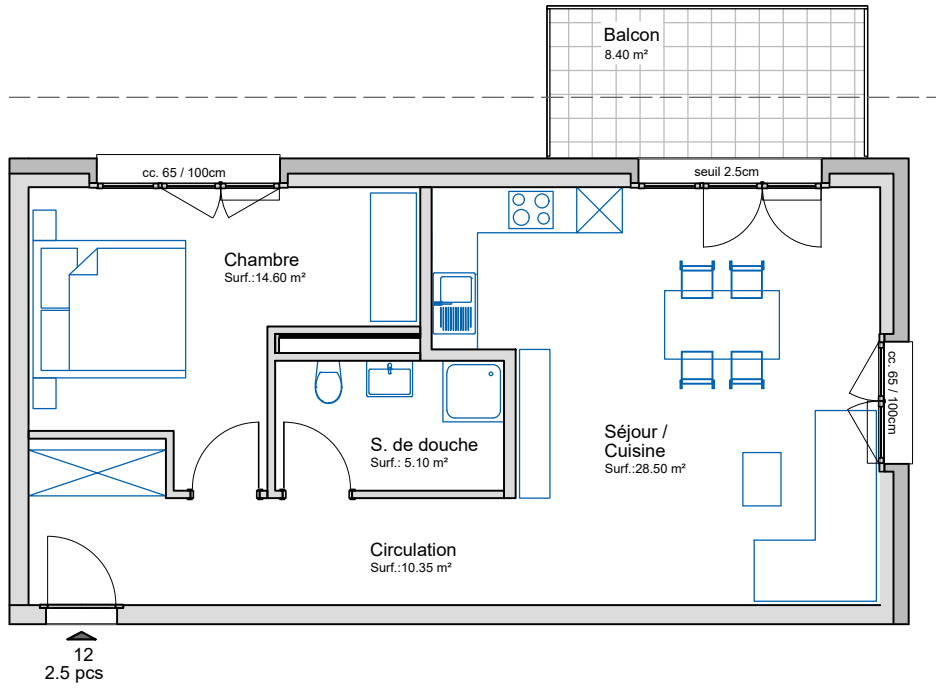 Balcon
8.40 m²
cc. 65 / 100cm
seuil 2.5cm
Chambre
Surf.:14.60 m²
cc. 65 / 100cm
S. de douche
Surf.: 5.10 m²
Séjour /
Cuisine
Surf.:28.50 m²
Circulation
Surf.:10.35 m²
12
2.5 pcs